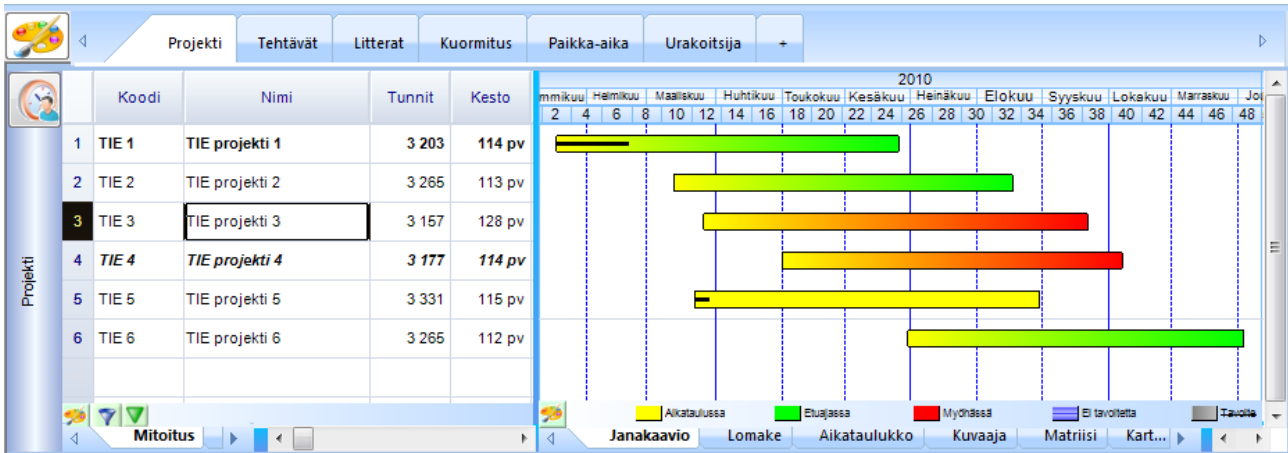 Projekti Tehtävät Litterat Kuormitus Paikka-aika Urakoitsija +
2010
Koodi Nimi Tunnit Kesto
mmikuu Helmikuu Maaliskuu Huhtikuu Toukokuu Kesäkuu Heinäkuu Elokuu Syyskuu Lokakuu Marraskuu Jou
2 4 6 8 10 12 14 16 18 20 22 24 26 28 30 32 34 36 38 40 42 44 46 48
1 TIE 1 TIE projekti 1 3 203 114 pv
2 TIE 2 TIE projekti 2 3 265 113 pv
3 TIE 3 TIE projekti 3 3 157 128 pv
4 TIE 4 TIE projekti 4 3 177 114 pv
5 TIE 5 TIE projekti 5 3 331 115 pv
6 TIE 6 TIE projekti 6 3 265 112 pv
Projekti
Aikataulussa Etuajassa Myöhässä Ei tavoitetta Tavoite
Mitoitus Janakaavio Lomake Aikataulukko Kuvaaja Matriisi Kart...